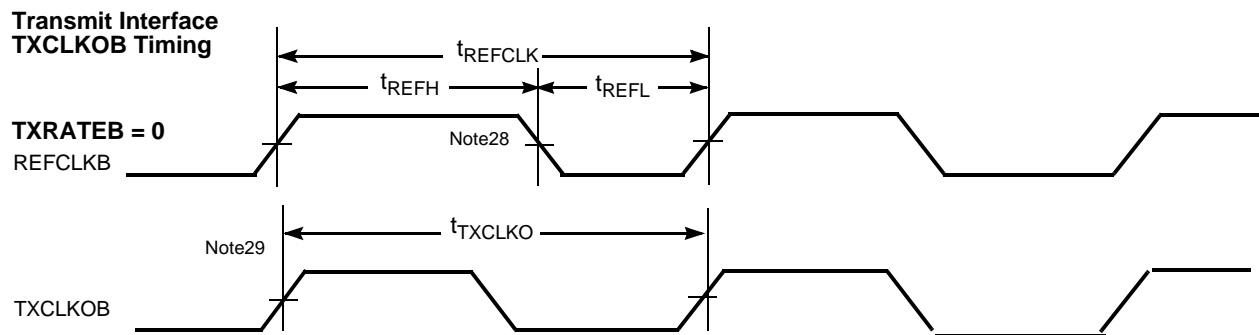 Transmit Interface
TXCLKOB Timing
tREFCLK
tREFH
tREFL
TXRATEB = 0
REFCLKB
Note28
tTXCLKO
Note29
TXCLKOB